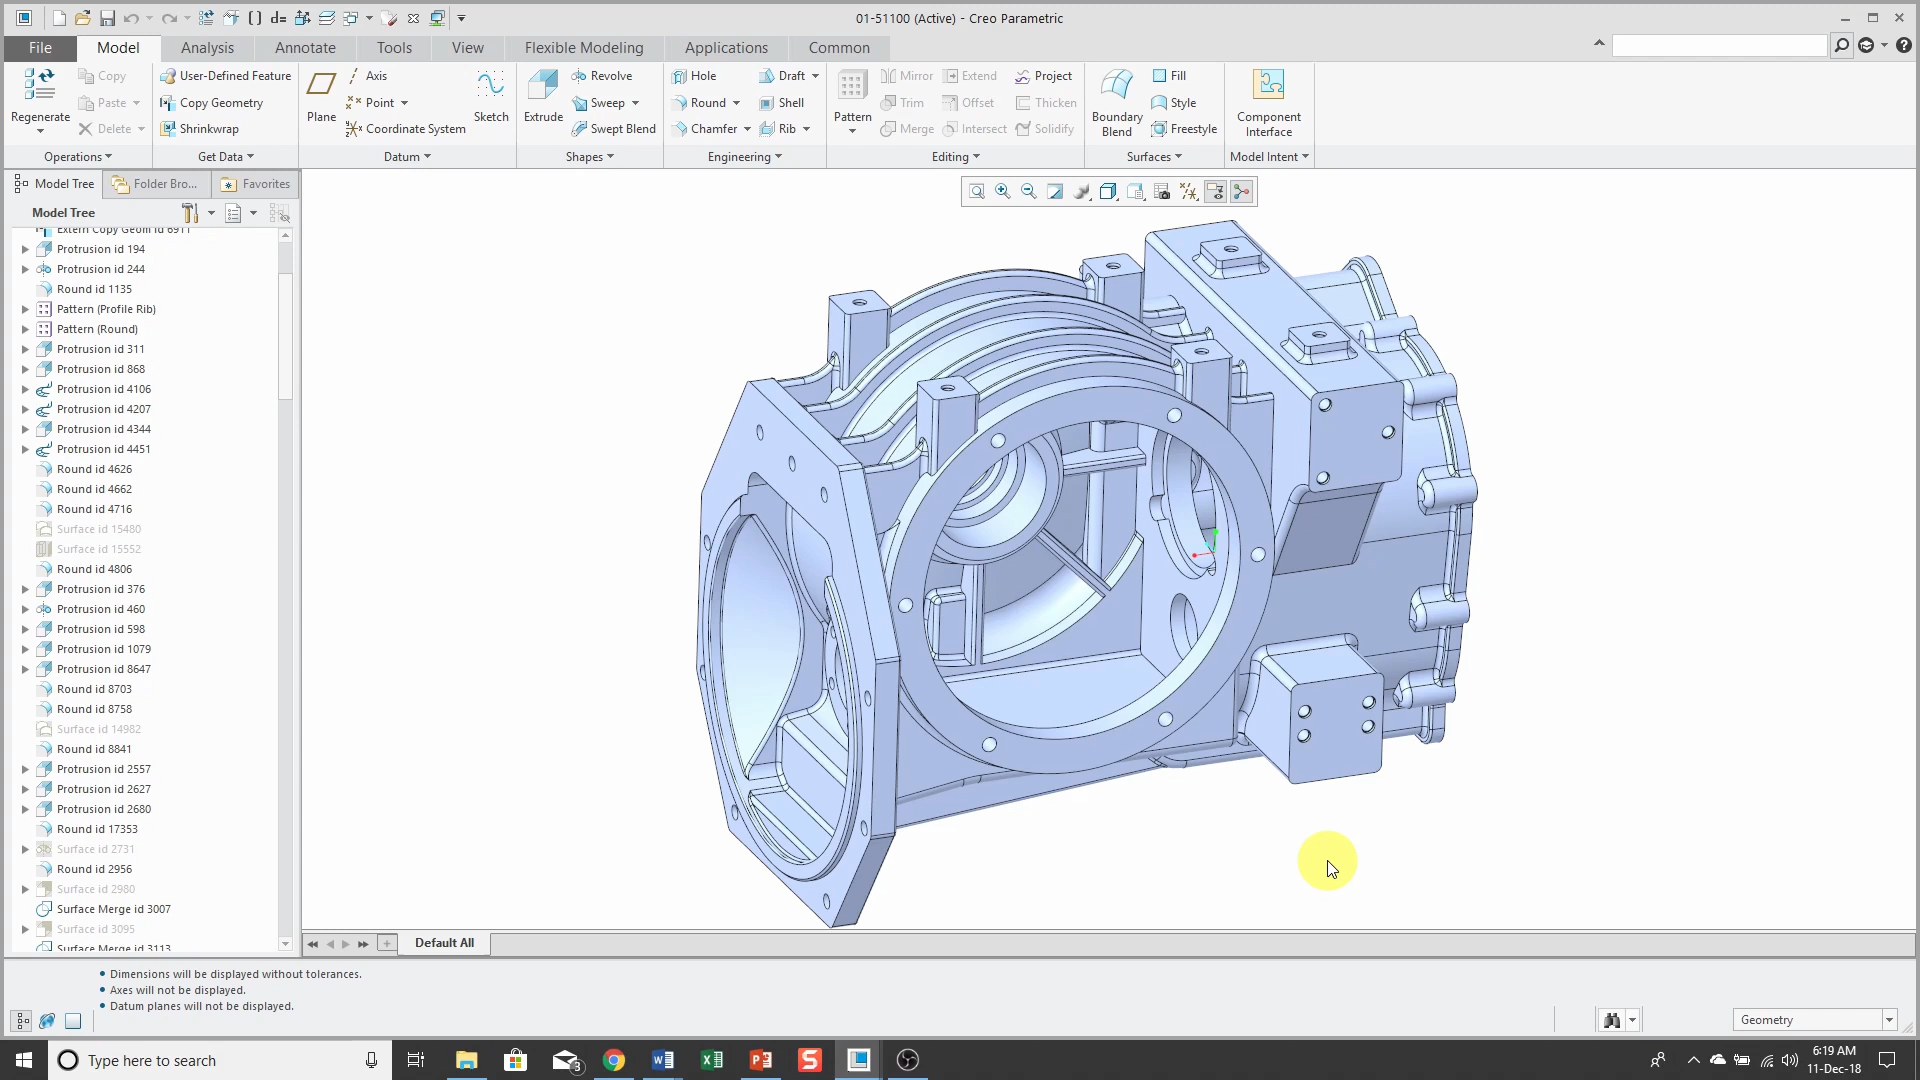 01-51100 (Active) - Creo Parametric
File
Model
Analysis
Annotate
Tools
View
Flexible Modeling
Applications
Common
Regenerate
Copy
Paste
Delete
Operations
User-Defined Feature
Copy Geometry
Shrinkwrap
Get Data
Plane
Axis
Point
Coordinate System
Sketch
Datum
Extrude
Revolve
Sweep
Swept Blend
Shapes
Hole
Round
Chamfer
Draft
Shell
Rib
Engineering
Pattern
Mirror
Trim
Merge
Extend
Offset
Intersect
Project
Thicken
Solidify
Editing
Boundary
Blend
Fill
Style
Freestyle
Surfaces
Component
Interface
Model Intent
Model Tree
Folder Bro...
Favorites
Model Tree
Extern Copy Geom id 6911
Protrusion id 194
Protrusion id 244
Round id 1135
Pattern (Profile Rib)
Pattern (Round)
Protrusion id 311
Protrusion id 868
Protrusion id 4106
Protrusion id 4207
Protrusion id 4344
Protrusion id 4451
Round id 4626
Round id 4662
Round id 4716
Surface id 15480
Surface id 15552
Round id 4806
Protrusion id 376
Protrusion id 460
Protrusion id 598
Protrusion id 1079
Protrusion id 8647
Round id 8703
Round id 8758
Surface id 14982
Round id 8841
Protrusion id 2557
Protrusion id 2627
Protrusion id 2680
Round id 17353
Surface id 2731
Round id 2956
Surface id 2980
Surface Merge id 3007
Surface id 3095
Surface Merge id 3113
Default All
• Dimensions will be displayed without tolerances.
• Axes will not be displayed.
• Datum planes will not be displayed.
Geometry
Type here to search
3
6:19 AM
11-Dec-18